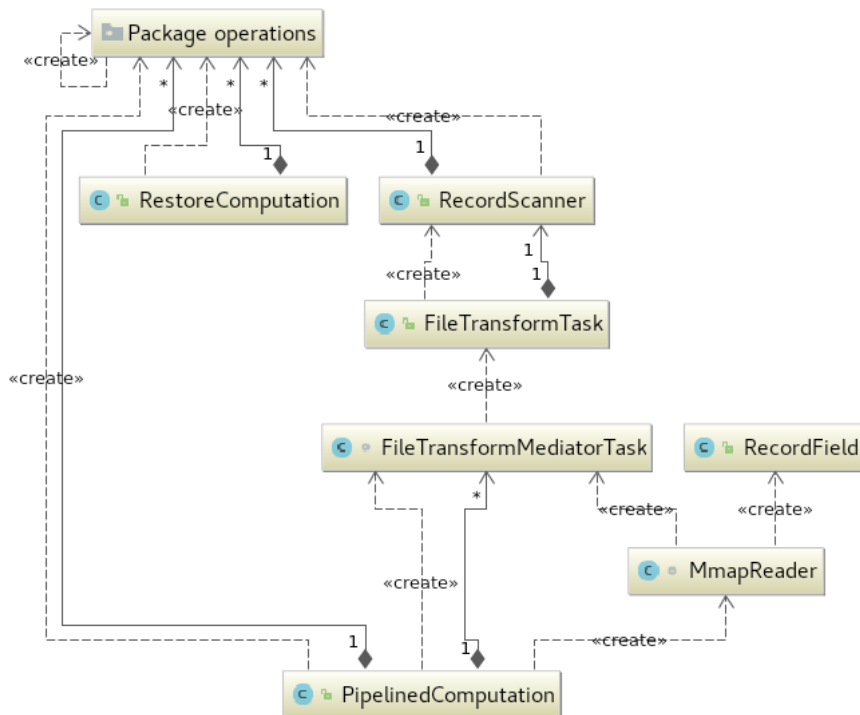 Package operations
«create»
* * *
«create»
«create»
1
1
RestoreComputation
RecordScanner
1
«create»
1
FileTransformTask
«create»
«create»
FileTransformMediatorTask
RecordField
*
«create»
«create»
MmapReader
«create»
«create»
1
1
PipelinedComputation